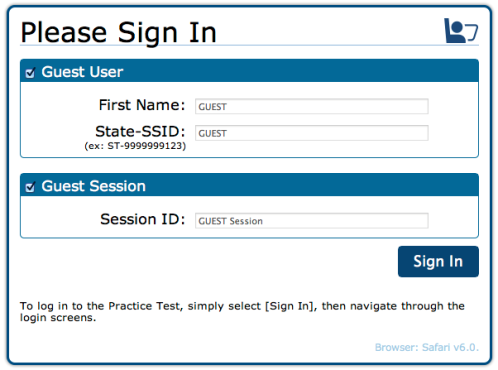 Please Sign In
Guest User
First Name: GUEST
State-SSID: GUEST
(ex: ST-9999999123)
Guest Session
Session ID: GUEST Session
Sign In
To log in to the Practice Test, simply select [Sign In], then navigate through the
login screens.
Browser: Safari v6.0.